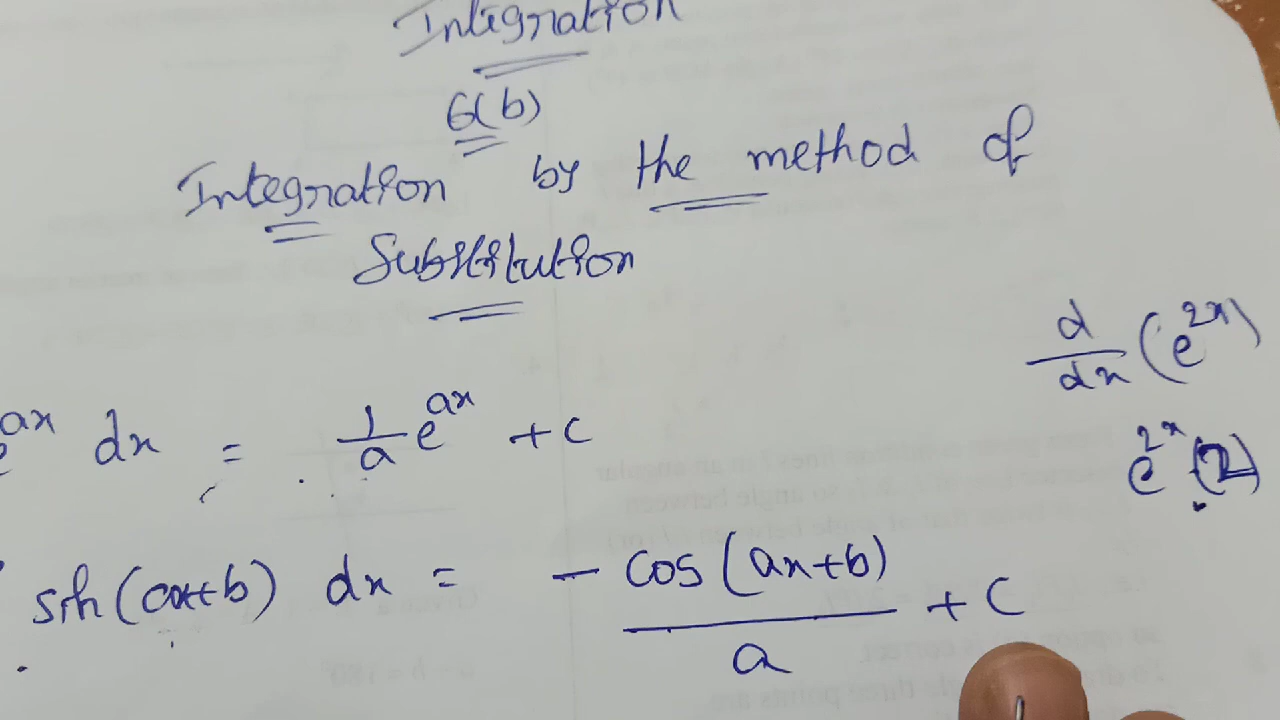 Integration
6(b)
Integration by the method of
Substitution
d/dx (e^{2x})
e^{ax} dx = 1/a e^{ax} + c
e^{2x} (2)
sin(ax+b) dx = - cos(ax+b)/a + C